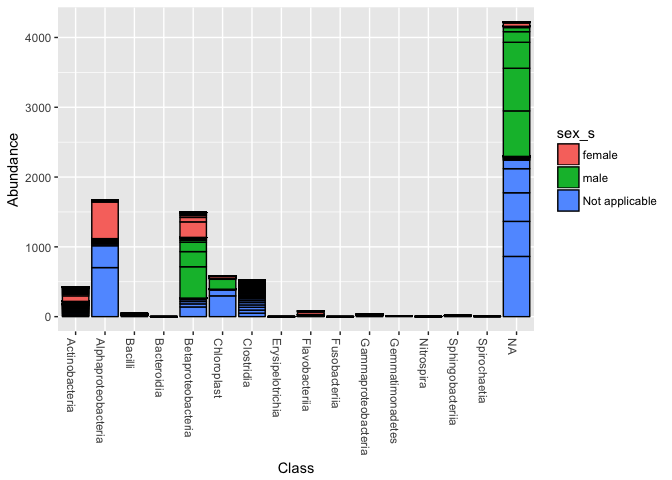 4000
3000
2000
1000
0
Abundance
Actinobacteria
Alphaproteobacteria
Bacilli
Bacteroidia
Betaproteobacteria
Chloroplast
Clostridia
Erysipelotrichia
Flavobacteriia
Fusobacteriia
Gammaproteobacteria
Gemmatimonadetes
Nitrospira
Sphingobacteriia
Spirochaetia
NA
Class
sex_s
female
male
Not applicable